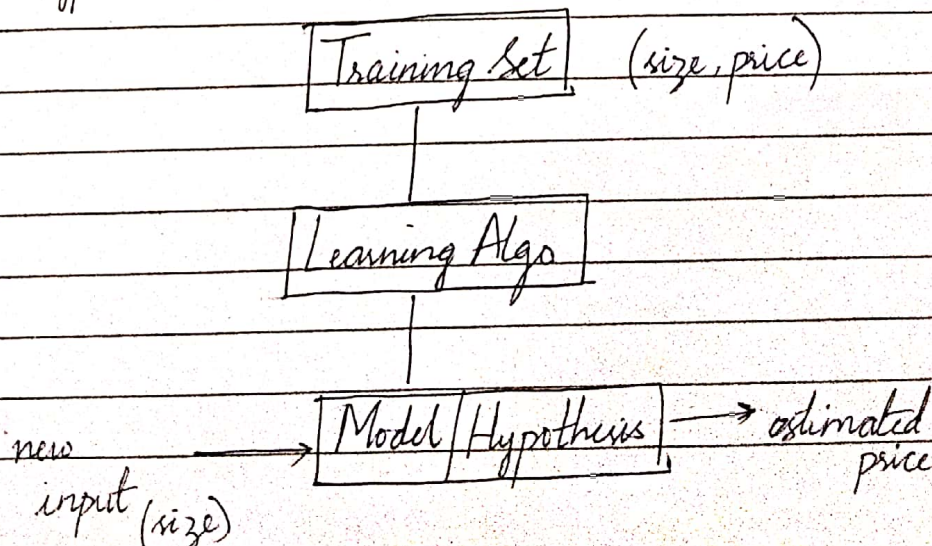 Training Set (size, price)
Learning Algo
Model / Hypothesis
estimated
price
new
input (size)